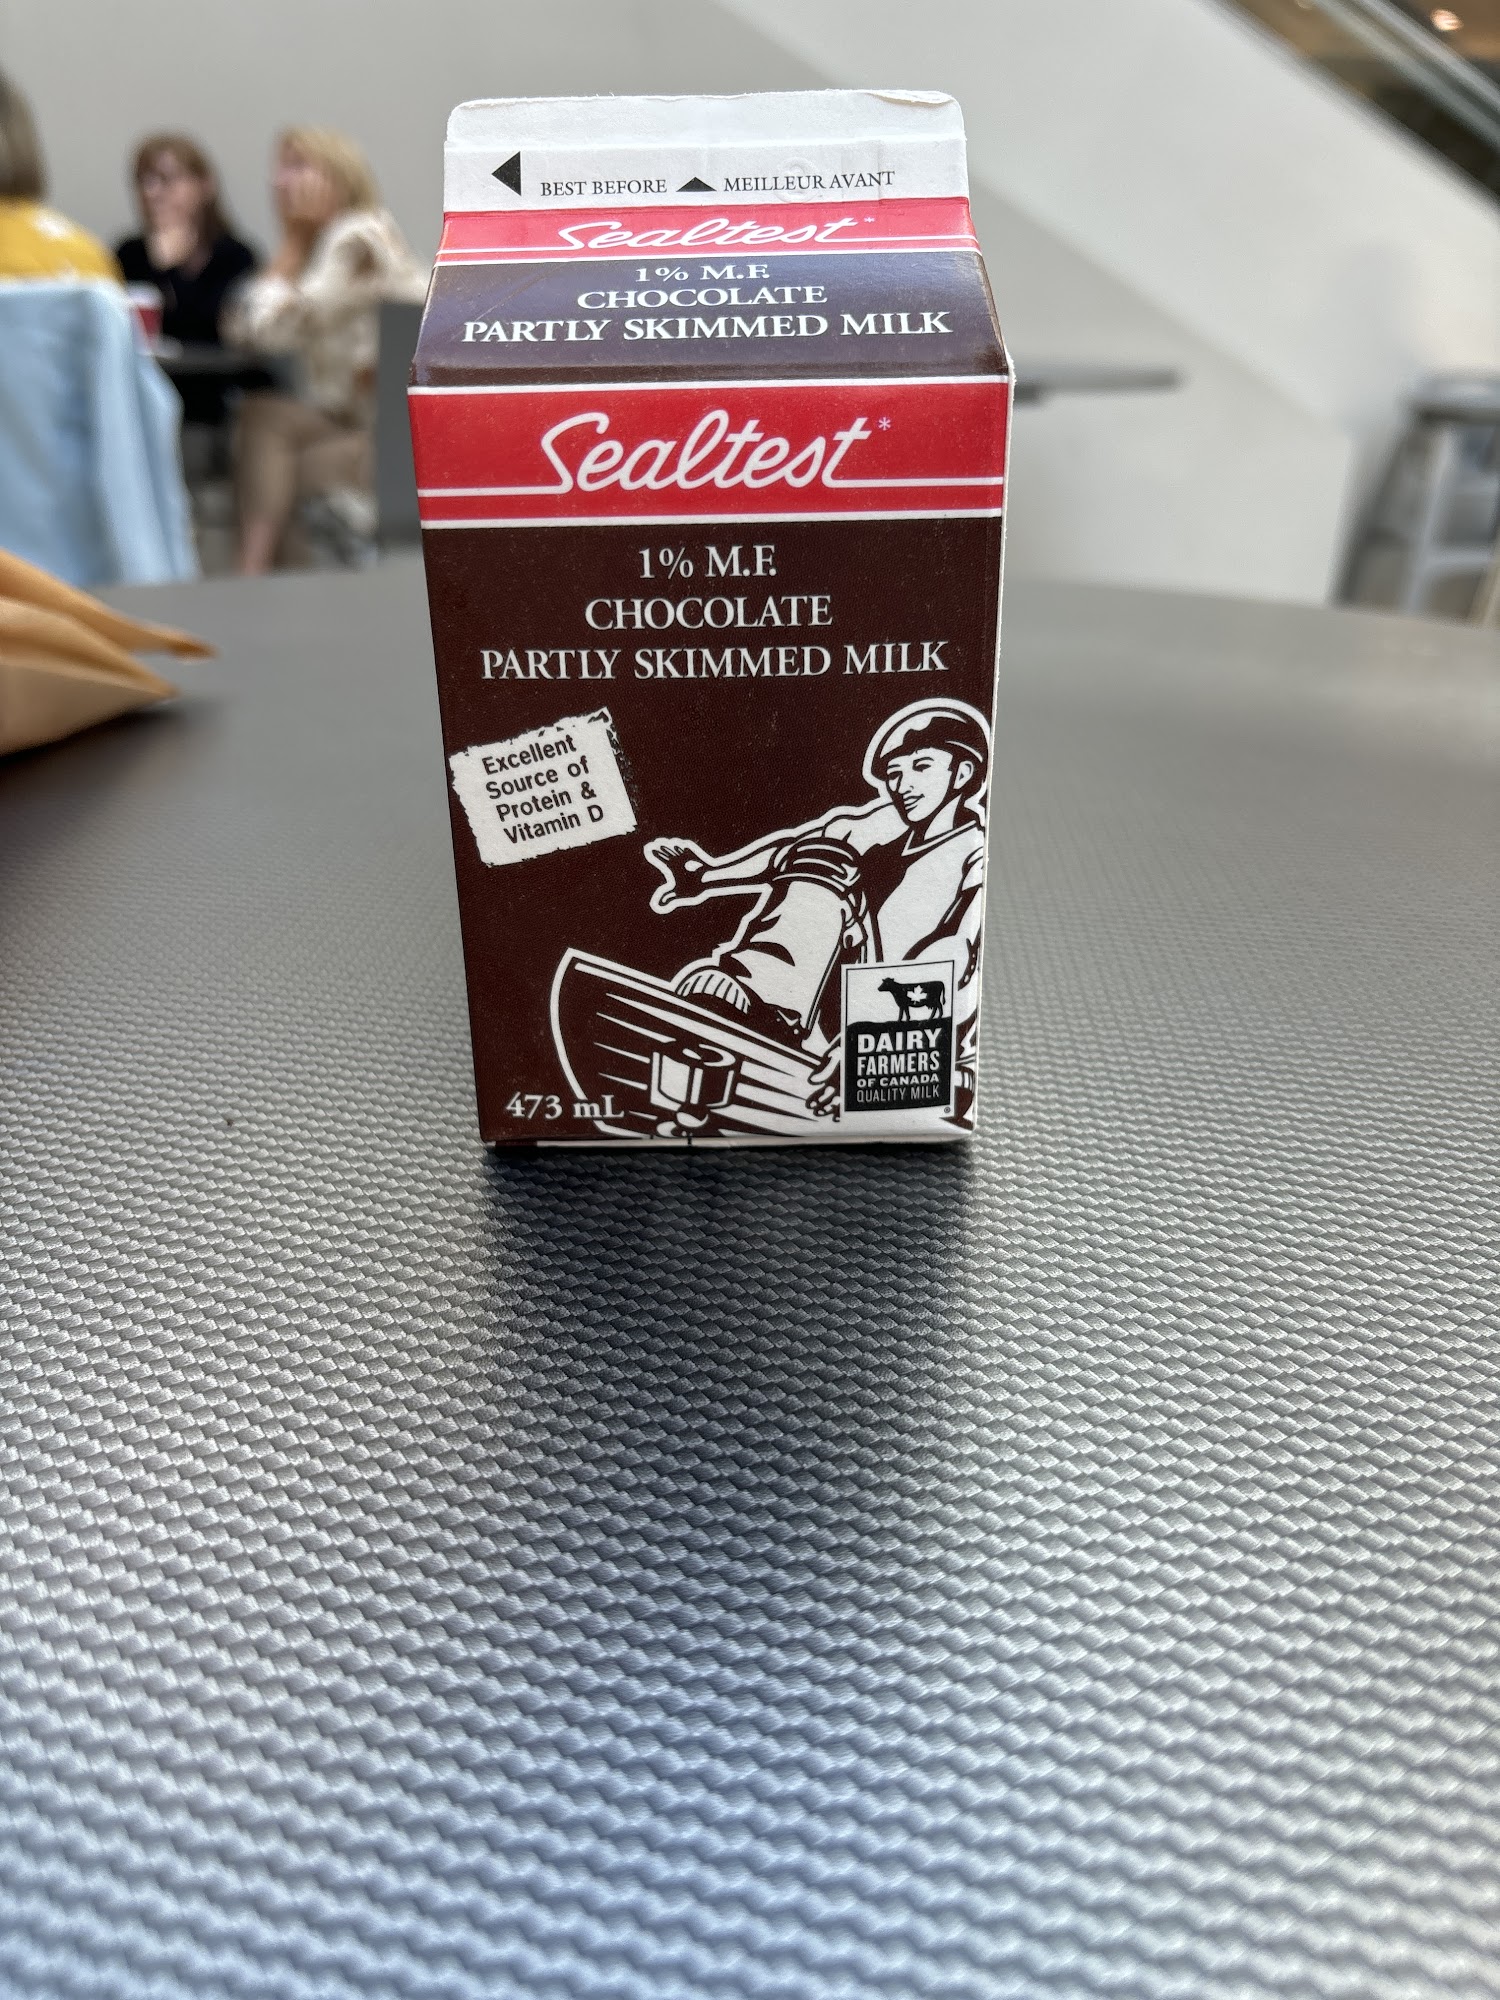 BEST BEFORE MEILLEUR AVANT
Sealtest*
1% M.F.
CHOCOLATE
PARTLY SKIMMED MILK
Sealtest*
1% M.F.
CHOCOLATE
PARTLY SKIMMED MILK
Excellent
Source of
Protein &
Vitamin D
473 mL
DAIRY
FARMERS
OF CANADA
QUALITY MILK